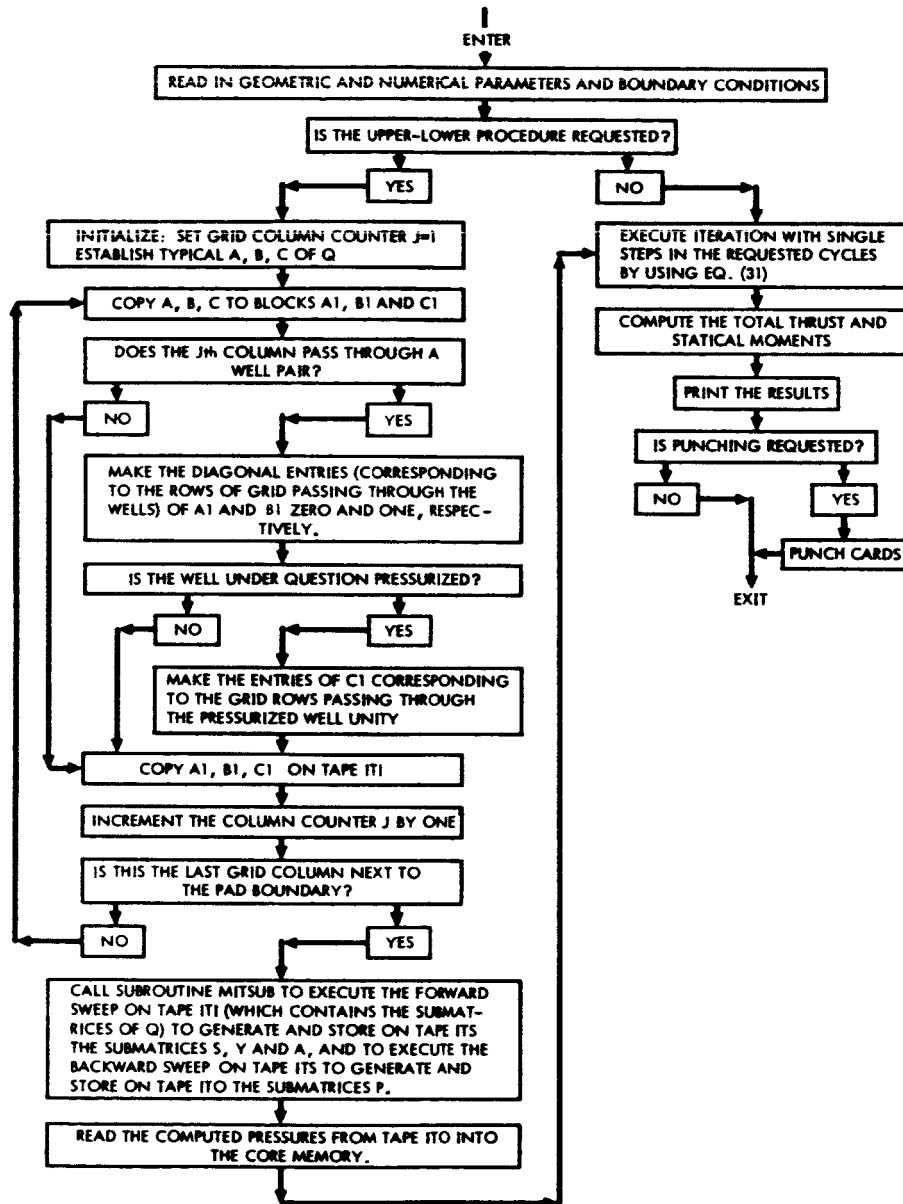 ENTER
READ IN GEOMETRIC AND NUMERICAL PARAMETERS AND BOUNDARY CONDITIONS
IS THE UPPER-LOWER PROCEDURE REQUESTED?
YES
NO
INITIALIZE: SET GRID COLUMN COUNTER J=1
ESTABLISH TYPICAL A, B, C OF Q
COPY A, B, C TO BLOCKS A1, B1 AND C1
DOES THE Jth COLUMN PASS THROUGH A
WELL PAIR?
NO
YES
MAKE THE DIAGONAL ENTRIES (CORRESPONDING
TO THE ROWS OF GRID PASSING THROUGH THE
WELLS) OF A1 AND B1 ZERO AND ONE, RESPEC-
TIVELY.
IS THE WELL UNDER QUESTION PRESSURIZED?
NO
YES
MAKE THE ENTRIES OF C1 CORRESPONDING
TO THE GRID ROWS PASSING THROUGH
THE PRESSURIZED WELL UNITY
COPY A1, B1, C1 ON TAPE IT1
INCREMENT THE COLUMN COUNTER J BY ONE
IS THIS THE LAST GRID COLUMN NEXT TO
THE PAD BOUNDARY?
NO
YES
CALL SUBROUTINE MITSUB TO EXECUTE THE FORWARD
SWEEP ON TAPE ITI (WHICH CONTAINS THE SUBMAT-
RICES OF Q) TO GENERATE AND STORE ON TAPE ITS
THE SUBMATRICES S, Y AND A, AND TO EXECUTE THE
BACKWARD SWEEP ON TAPE ITS TO GENERATE AND
STORE ON TAPE ITO THE SUBMATRICES P.
READ THE COMPUTED PRESSURES FROM TAPE ITO INTO
THE CORE MEMORY.
EXECUTE ITERATION WITH SINGLE
STEPS IN THE REQUESTED CYCLES
BY USING EQ. (31)
COMPUTE THE TOTAL THRUST AND
STATICAL MOMENTS
PRINT THE RESULTS
IS PUNCHING REQUESTED?
NO
YES
PUNCH CARDS
EXIT